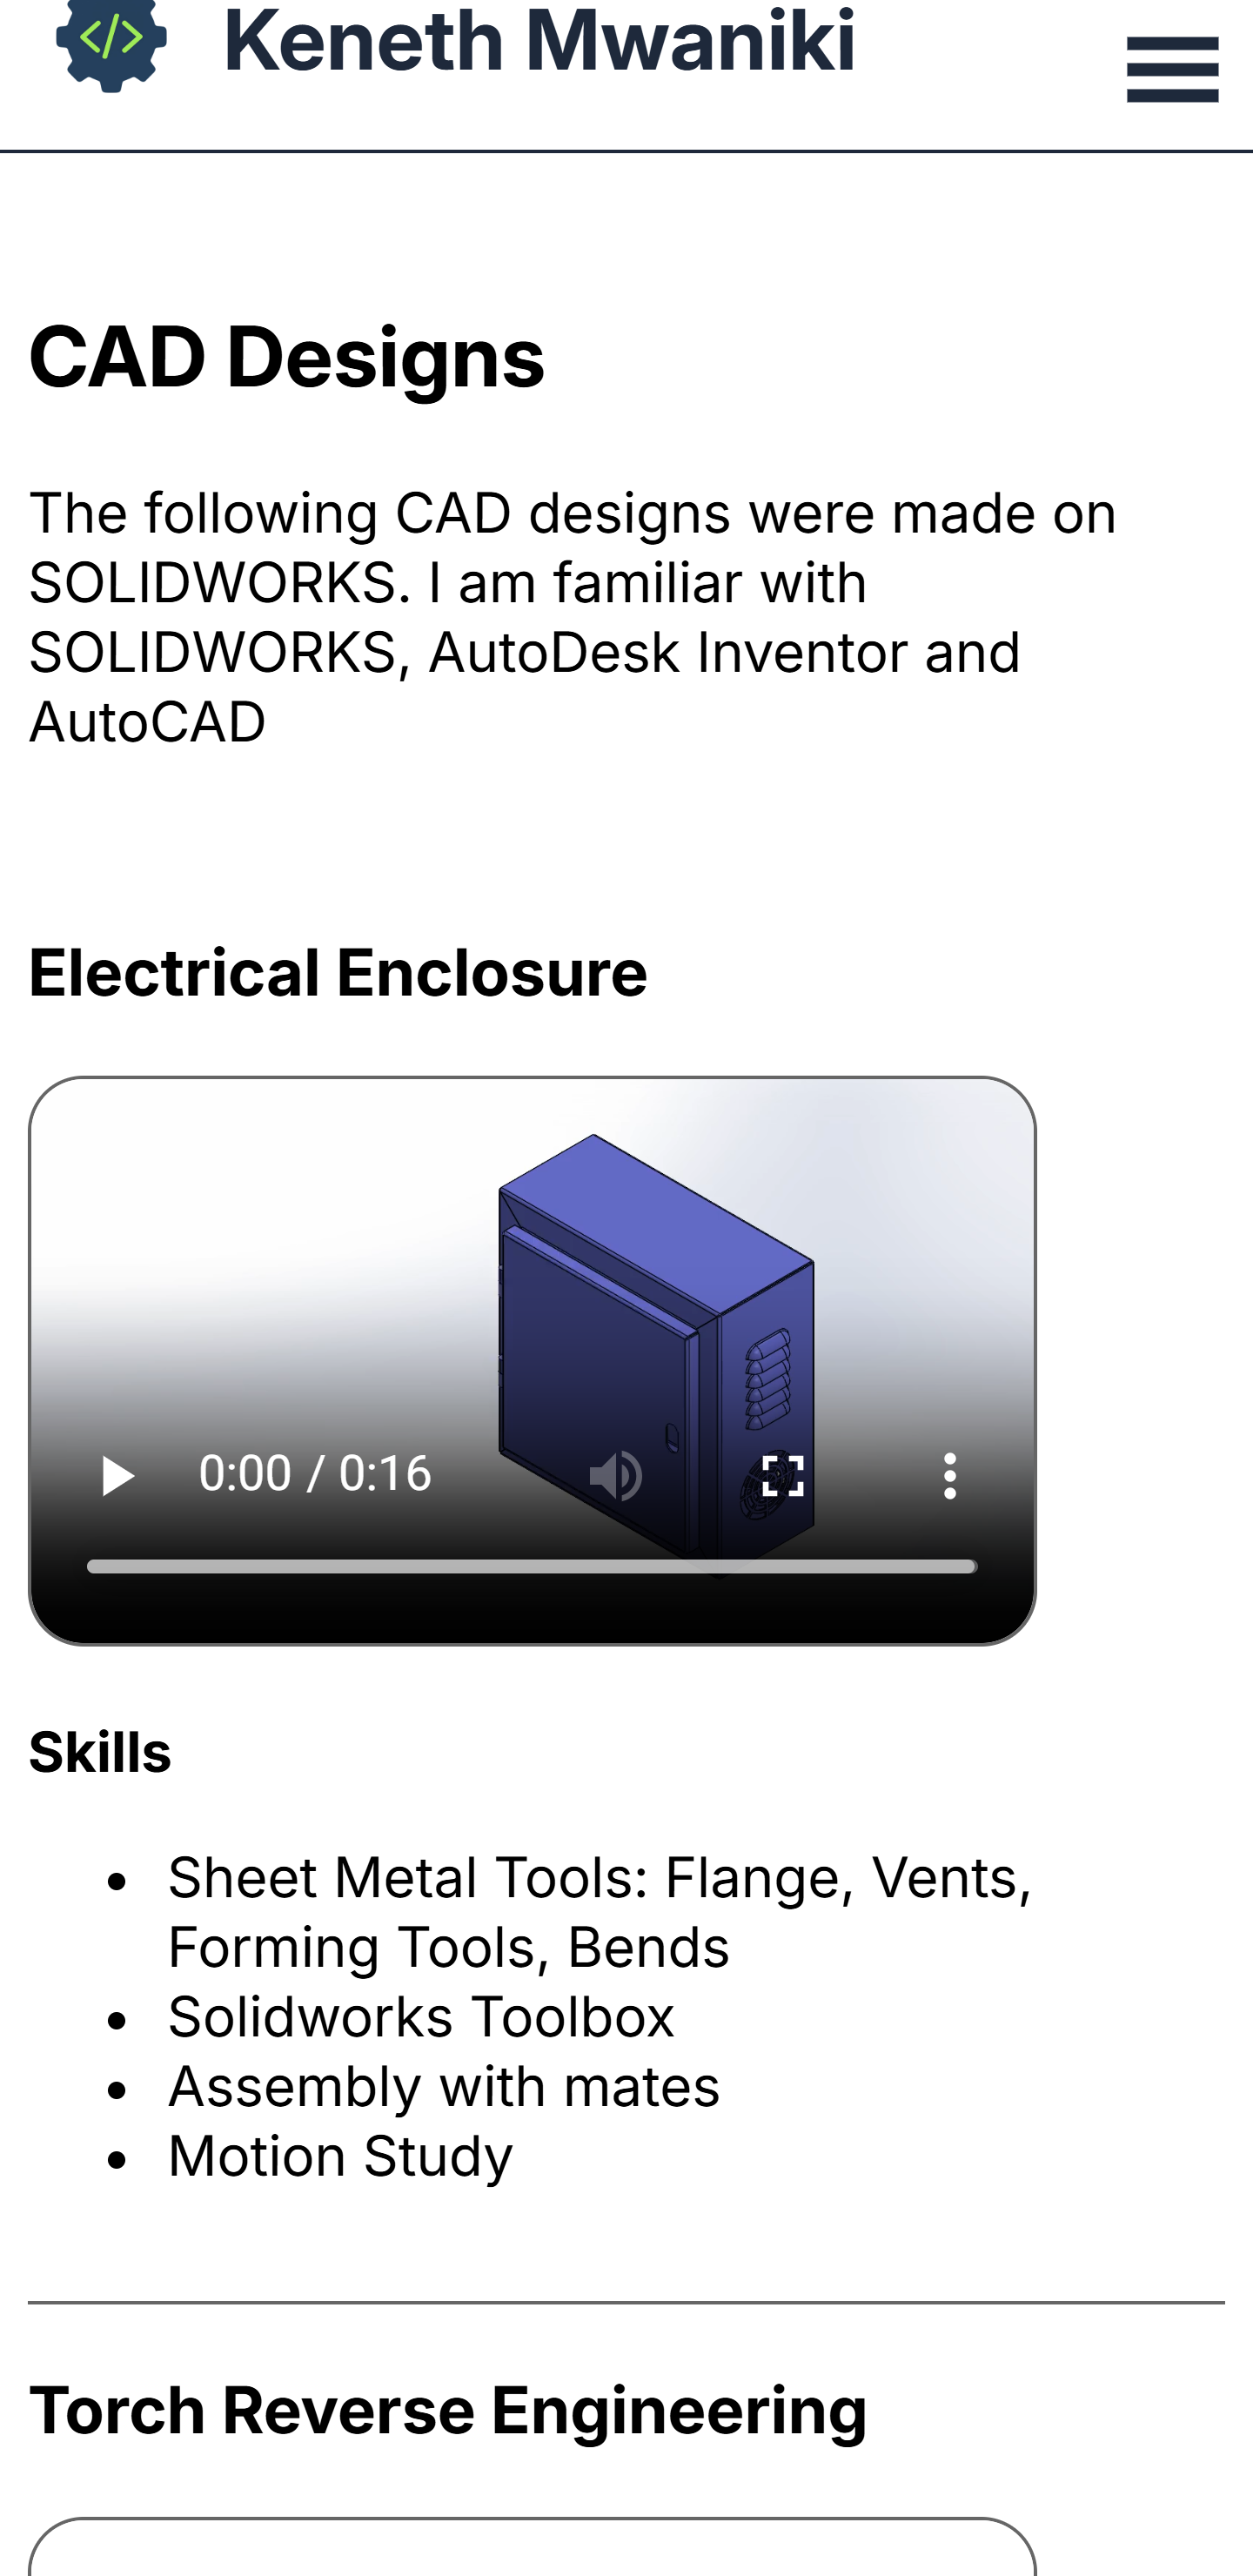 </>
Keneth Mwaniki
CAD Designs
The following CAD designs were made on
SOLIDWORKS. I am familiar with
SOLIDWORKS, AutoDesk Inventor and
AutoCAD
Electrical Enclosure
0:00 / 0:16
Skills
• Sheet Metal Tools: Flange, Vents,
Forming Tools, Bends
• Solidworks Toolbox
• Assembly with mates
• Motion Study
Torch Reverse Engineering